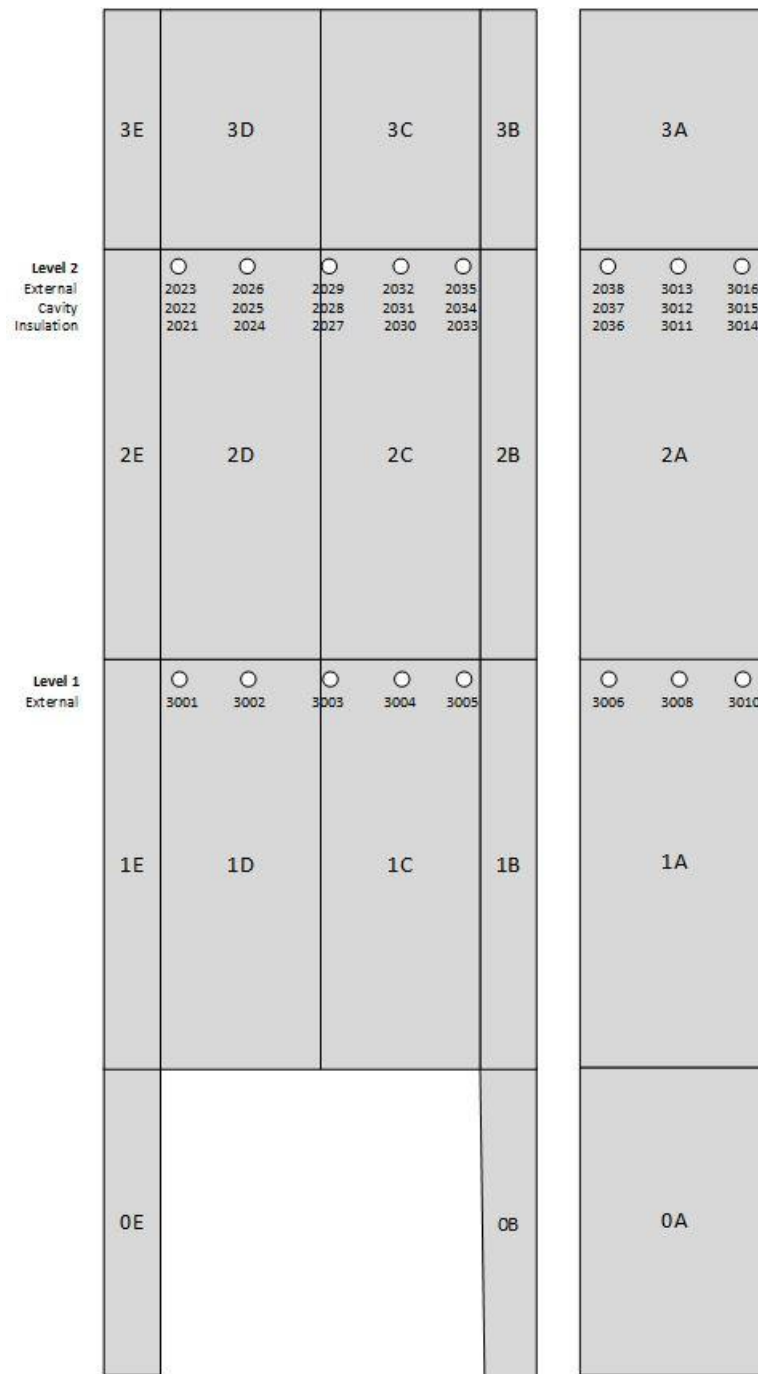 3E 3D 3C 3B 3A
Level 2
External 2023 2026 2029 2032 2035 2038 3013 3016
Cavity 2022 2025 2028 2031 2034 2037 3012 3015
Insulation 2021 2024 2027 2030 2033 2036 3011 3014
2E 2D 2C 2B 2A
Level 1
External 3001 3002 3003 3004 3005 3006 3008 3010
1E 1D 1C 1B 1A
0E 0B 0A